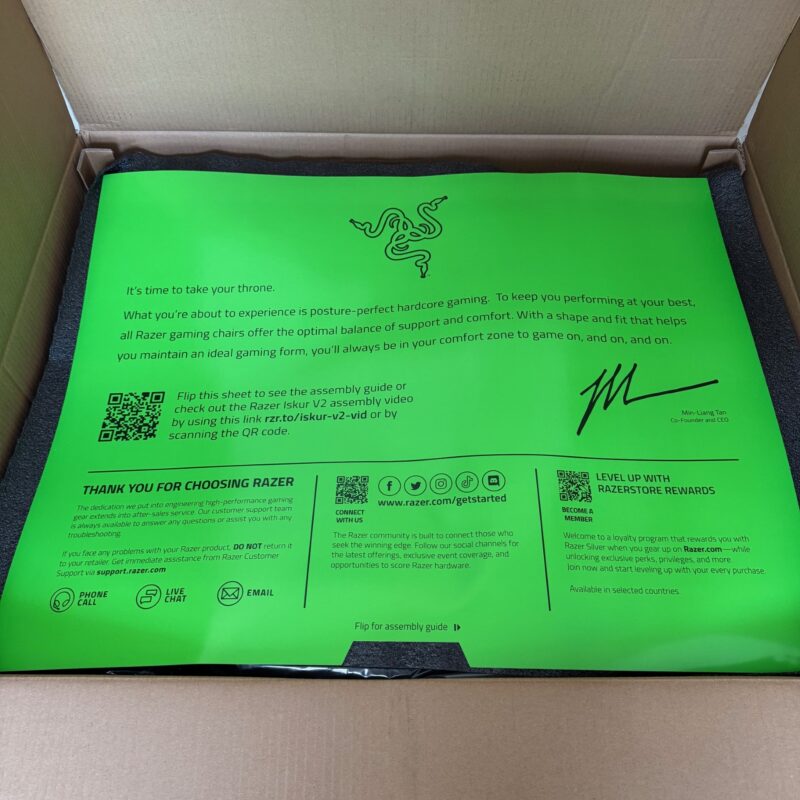 It's time to take your throne.
What you're about to experience is posture-perfect hardcore gaming. To keep you performing at your best,
all Razer gaming chairs offer the optimal balance of support and comfort. With a shape and fit that helps
you maintain an ideal gaming form, you'll always be in your comfort zone to game on, and on, and on.
Flip this sheet to see the assembly guide or
check out the Razer Iskur V2 assembly video
by using this link rzr.to/iskur-v2-vid or by
scanning the QR code.
Min-Liang Tan
Co-Founder and CEO
THANK YOU FOR CHOOSING RAZER
The dedication we put into engineering high-performance gaming
gear extends into after-sales service. Our customer support team
is always available to answer any questions or assist you with any
troubleshooting.
If you face any problems with your Razer product, DO NOT return it
to your retailer. Get immediate assistance from Razer Customer
Support via support.razer.com
PHONE
CALL
LIVE
CHAT
EMAIL
CONNECT
WITH US
www.razer.com/getstarted
The Razer community is built to connect those who
seek the winning edge. Follow our social channels for
the latest offerings, exclusive event coverage, and
opportunities to score Razer hardware.
BECOME A
MEMBER
LEVEL UP WITH
RAZERSTORE REWARDS
Welcome to a loyalty program that rewards you with
Razer Silver when you gear up on Razer.com—while
unlocking exclusive perks, privileges, and more
Join now and start leveling up with your every purchase.
Available in selected countries.
Flip for assembly guide